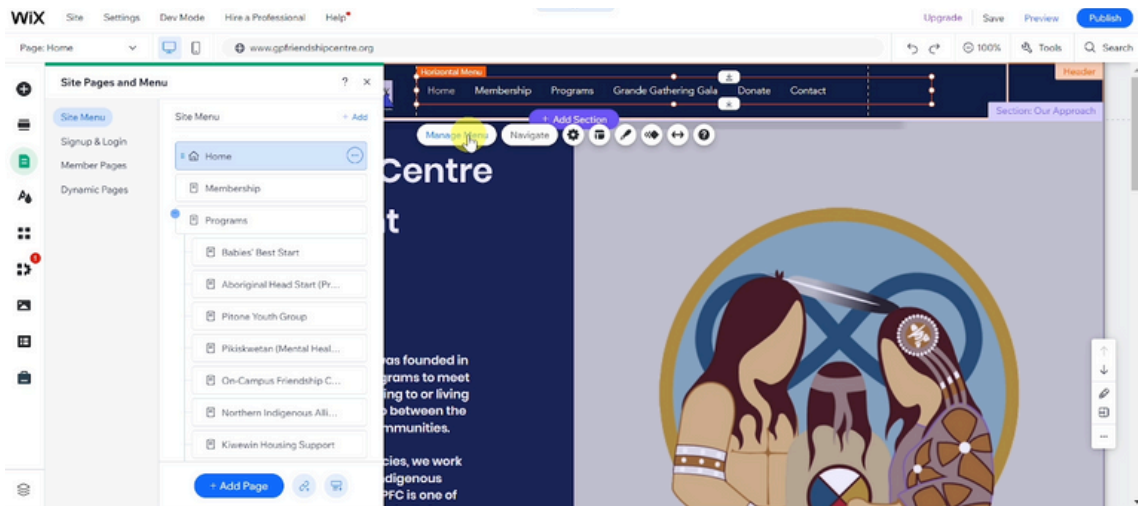 WiX Site Settings Dev Mode Hire a Professional Help Upgrade Save Preview Publish
Page: Home www.gpfriendshipcentre.org 100% Tools Search
Site Pages and Menu ? ×
Site Menu
Signup & Login
Member Pages
Dynamic Pages
Site Menu + Add
Home
Membership
Programs
Babies' Best Start
Aboriginal Head Start (Pr...
Pitone Youth Group
Pikiskwetan (Mental Heal...
On-Campus Friendship C...
Northern Indigenous Alli...
Kiwewin Housing Support
+ Add Page
Horizontal Menu
Header
Home Membership Programs Grande Gathering Gala Donate Contact
Section: Our Approach
+ Add Section
Manage Menu Navigate
Centre
t
was founded in
grams to meet
ing to or living
between the
mmunities.
cies, we work
digenous
PFC is one of
1